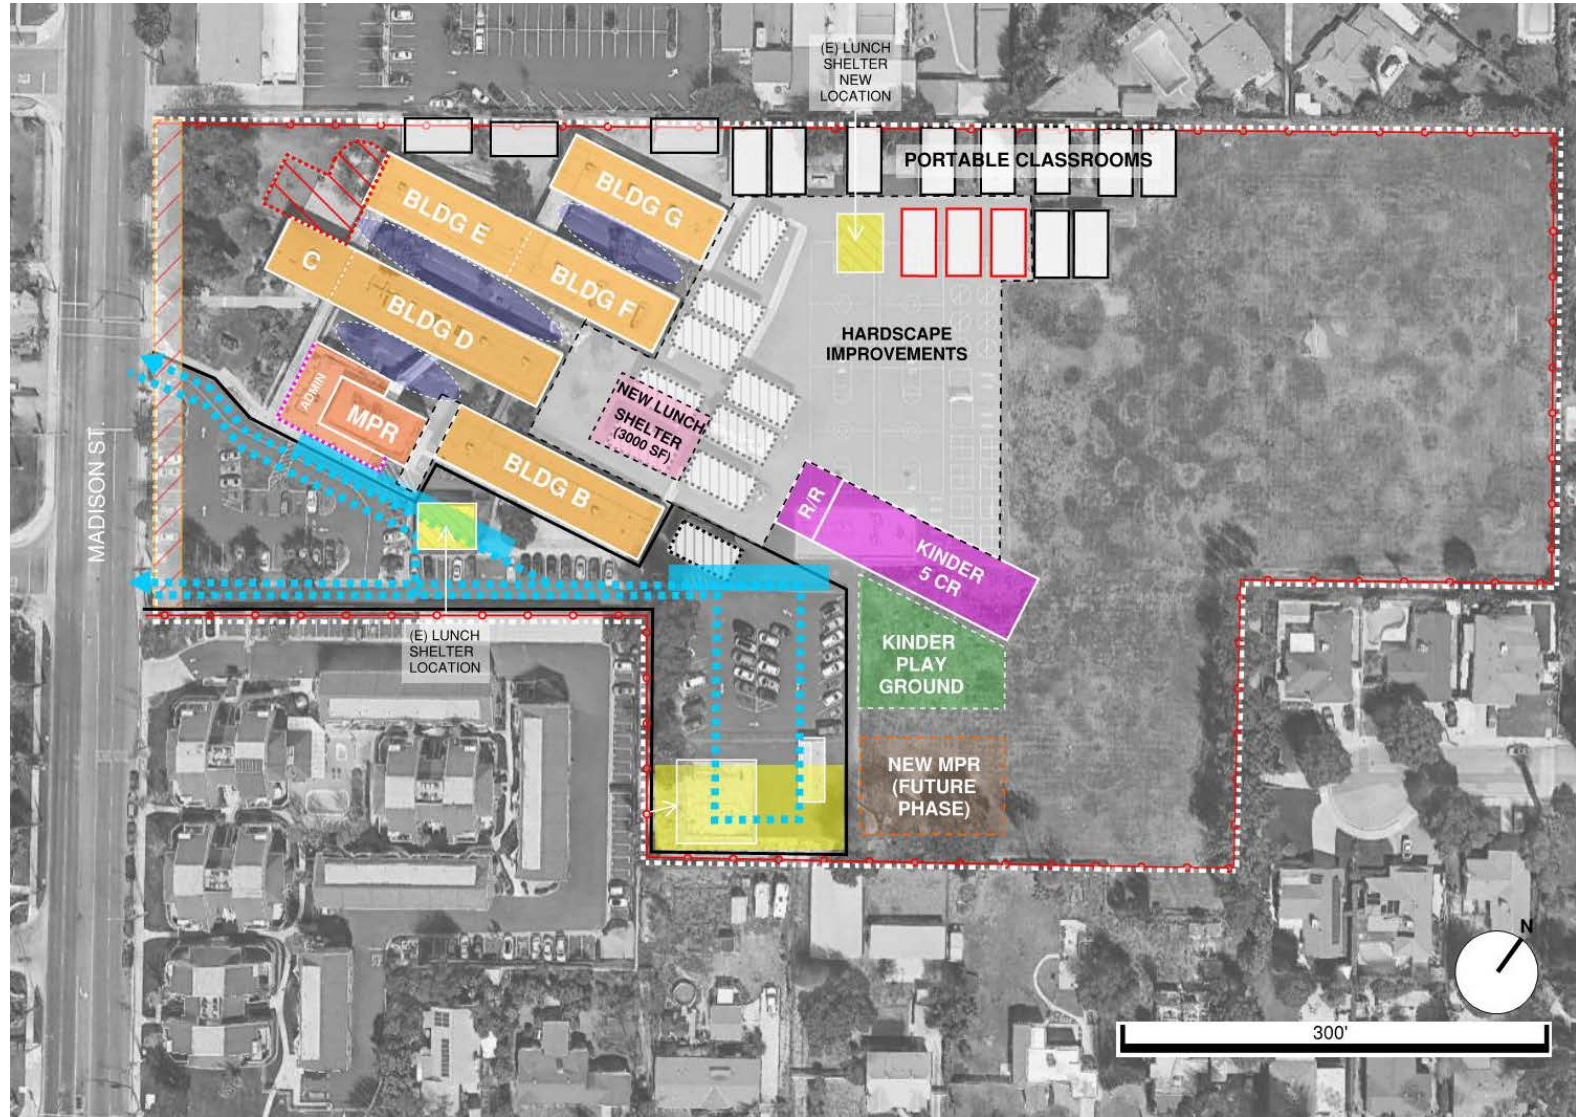 (E) LUNCH
SHELTER
NEW
LOCATION
PORTABLE CLASSROOMS
BLDG G
BLDG E
BLDG F
C
BLDG D
HARDSCAPE
IMPROVEMENTS
ADMIN
MPR
NEW LUNCH
SHELTER
(3000 SF)
BLDG B
MADISON ST.
R/R
KINDER
5 CR
(E) LUNCH
SHELTER
LOCATION
KINDER
PLAY
GROUND
NEW MPR
(FUTURE
PHASE)
N
300'